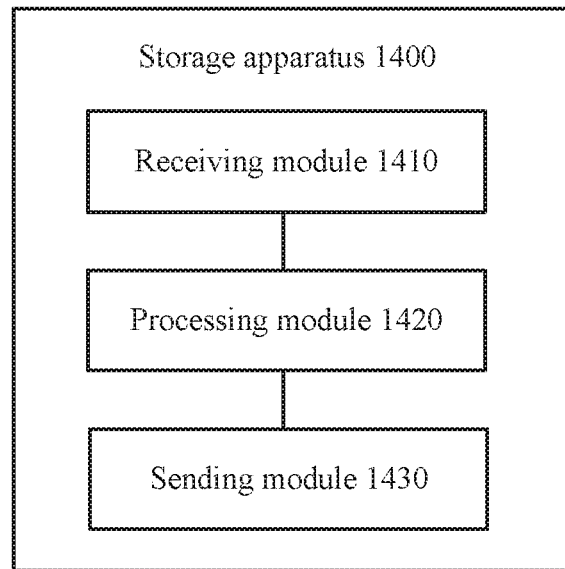 Storage apparatus 1400
Receiving module 1410
Processing module 1420
Sending module 1430